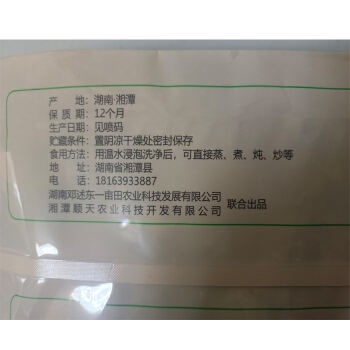 产　　地：湖南·湘潭
保 质 期：12个月
生产日期：见喷码
贮藏条件：置阴凉干燥处密封保存
食用方法：用温水浸泡洗净后，可直接蒸、煮、炖、炒等
地　　址：湖南省湘潭县
电　　话：18163933887
湖南邓述东一亩田农业科技发展有限公司
湘潭顺天农业科技开发有限公司
联合出品